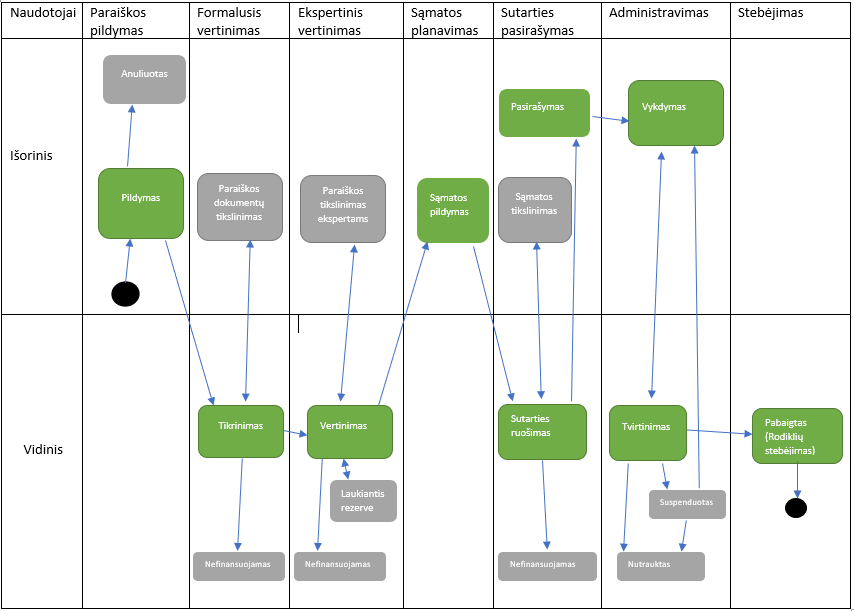 Naudotojai
Paraiškos
pildymas
Formalusis
vertinimas
Ekspertinis
vertinimas
Sąmatos
planavimas
Sutarties
pasirašymas
Administravimas
Stebėjimas
Išorinis
Anuliuotas
Pildymas
Paraiškos
dokumentų
tikslinimas
Paraiškos
tikslinimas
ekspertams
Sąmatos
pildymas
Pasirašymas
Sąmatos
tikslinimas
Vykdymas
Vidinis
Tikrinimas
Nefinansuojamas
Vertinimas
Laukiantis
rezerve
Nefinansuojamas
Sutarties
ruošimas
Nefinansuojamas
Tvirtinimas
Suspenduotas
Nutrauktas
Pabaigtas
(Rodiklių
stebėjimas)